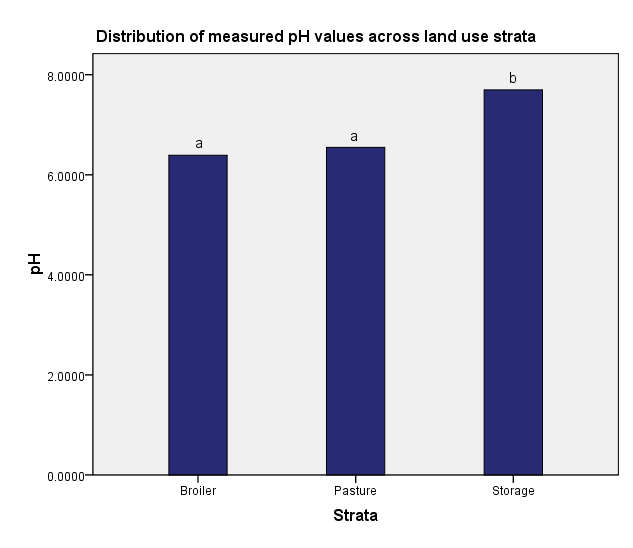 Distribution of measured pH values across land use strata
8.0000
6.0000
4.0000
2.0000
0.0000
pH
a
a
b
Broiler Pasture Storage
Strata